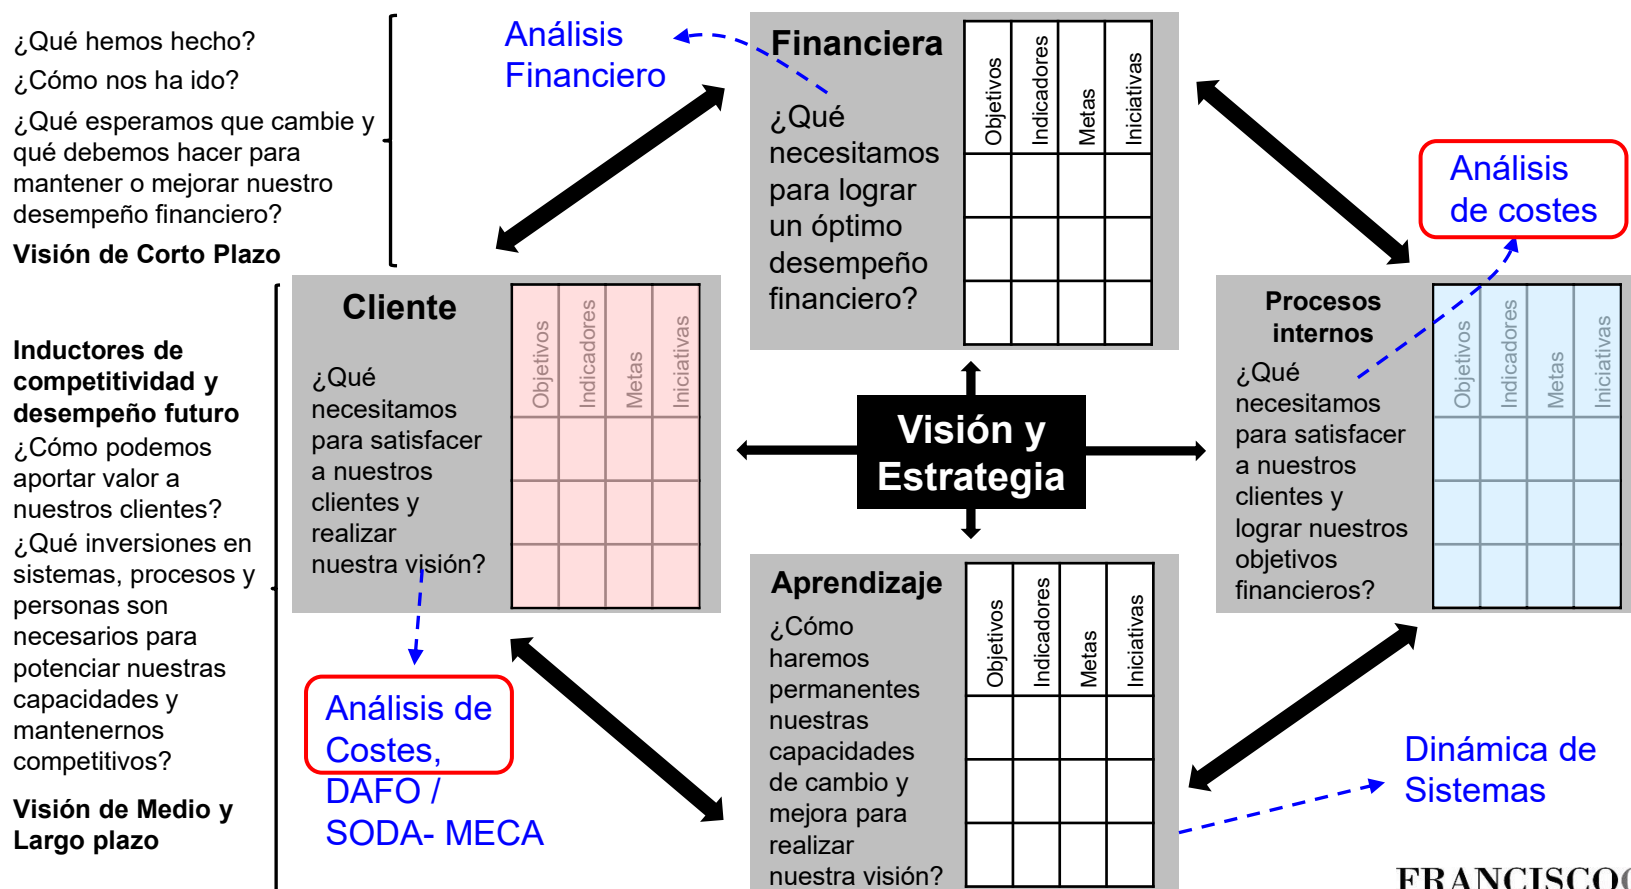 ¿Qué hemos hecho?
¿Cómo nos ha ido?
¿Qué esperamos que cambie y
qué debemos hacer para
mantener o mejorar nuestro
desempeño financiero?
Visión de Corto Plazo
Inductores de
competitividad y
desempeño futuro
¿Cómo podemos
aportar valor a
nuestros clientes?
¿Qué inversiones en
sistemas, procesos y
personas son
necesarios para
potenciar nuestras
capacidades y
mantenernos
competitivos?
Visión de Medio y
Largo plazo
Análisis
Financiero
Financiera
¿Qué
necesitamos
para lograr
un óptimo
desempeño
financiero?
Objetivos
Indicadores
Metas
Iniciativas
Análisis
de costes
Cliente
¿Qué
necesitamos
para satisfacer
a nuestros
clientes y
realizar
nuestra visión?
Objetivos
Indicadores
Metas
Iniciativas
Visión y
Estrategia
Procesos
internos
¿Qué
necesitamos
para satisfacer
a nuestros
clientes y
lograr nuestros
objetivos
financieros?
Objetivos
Indicadores
Metas
Iniciativas
Análisis de
Costes,
DAFO /
SODA- MECA
Aprendizaje
¿Cómo
haremos
permanentes
nuestras
capacidades
de cambio y
mejora para
realizar
nuestra visión?
Objetivos
Indicadores
Metas
Iniciativas
Dinámica de
Sistemas
FRANCISCO